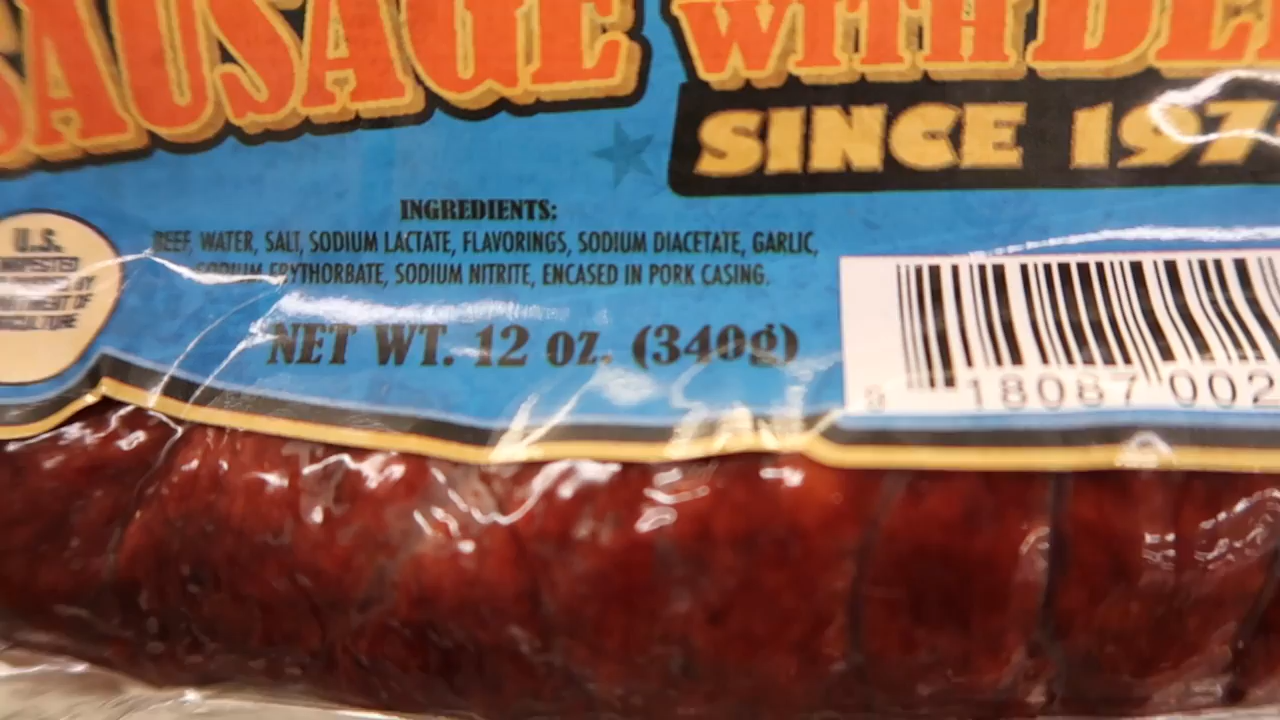 SAUSAGE WITH
SINCE 197
INGREDIENTS:
BEEF, WATER, SALT, SODIUM LACTATE, FLAVORINGS, SODIUM DIACETATE, GARLIC,
SODIUM ERYTHORBATE, SODIUM NITRITE, ENCASED IN PORK CASING.
U.S.
NET WT. 12 oz. (340g)
18087 002